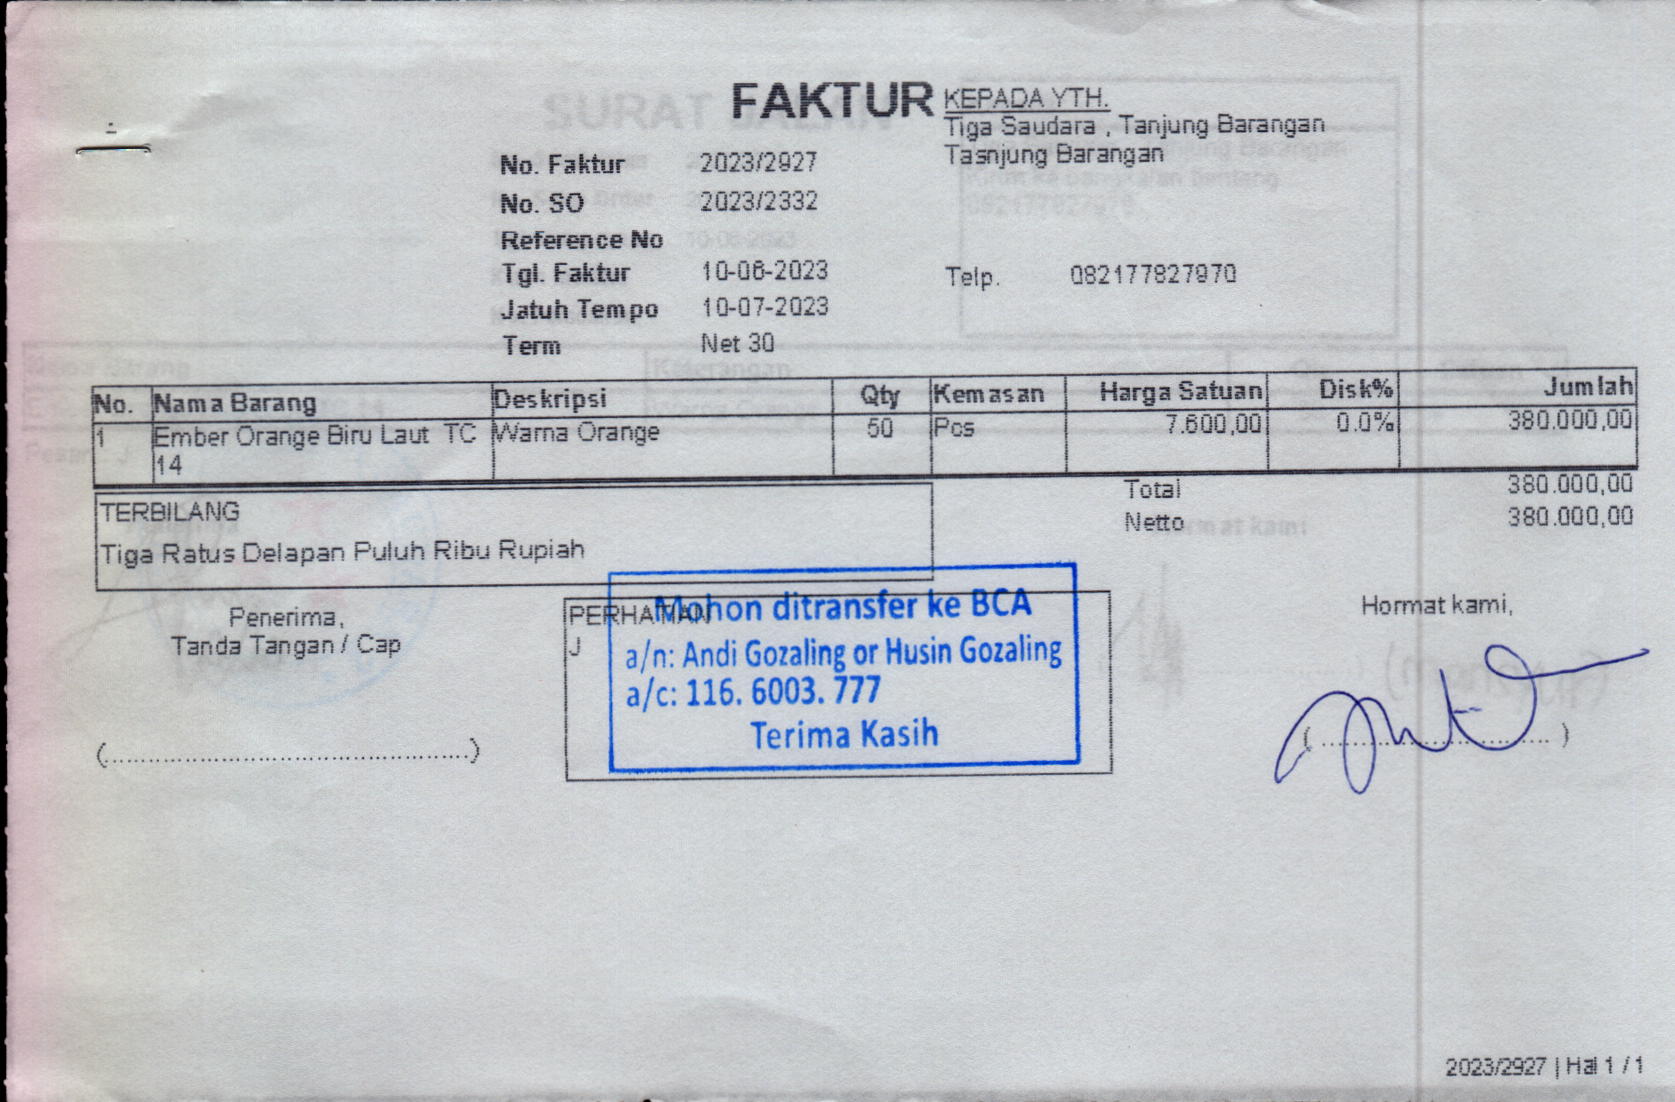 FAKTUR
KEPADA YTH.
Tiga Saudara , Tanjung Barangan
Tasnjung Barangan
No. Faktur 2023/2927
No. SO 2023/2332
Reference No
Tgl. Faktur 10-06-2023
Telp. 082177827970
Jatuh Tempo 10-07-2023
Term Net 30
No. Nama Barang Deskripsi Qty Kemasan Harga Satuan Disk% Jumlah
1 Ember Orange Biru Laut TC Warna Orange 50 Pcs 7.600,00 0.0% 380.000,00
14
Total 380.000,00
TERBILANG
Netto 380.000,00
Tiga Ratus Delapan Puluh Ribu Rupiah
Penerima,
Tanda Tangan / Cap
PERHATIAN
J
Mohon ditransfer ke BCA
a/n: Andi Gozaling or Husin Gozaling
a/c: 116. 6003. 777
Terima Kasih
Hormat kami,
(................................................)
( .............................. )
2023/2927 | Hal 1 / 1